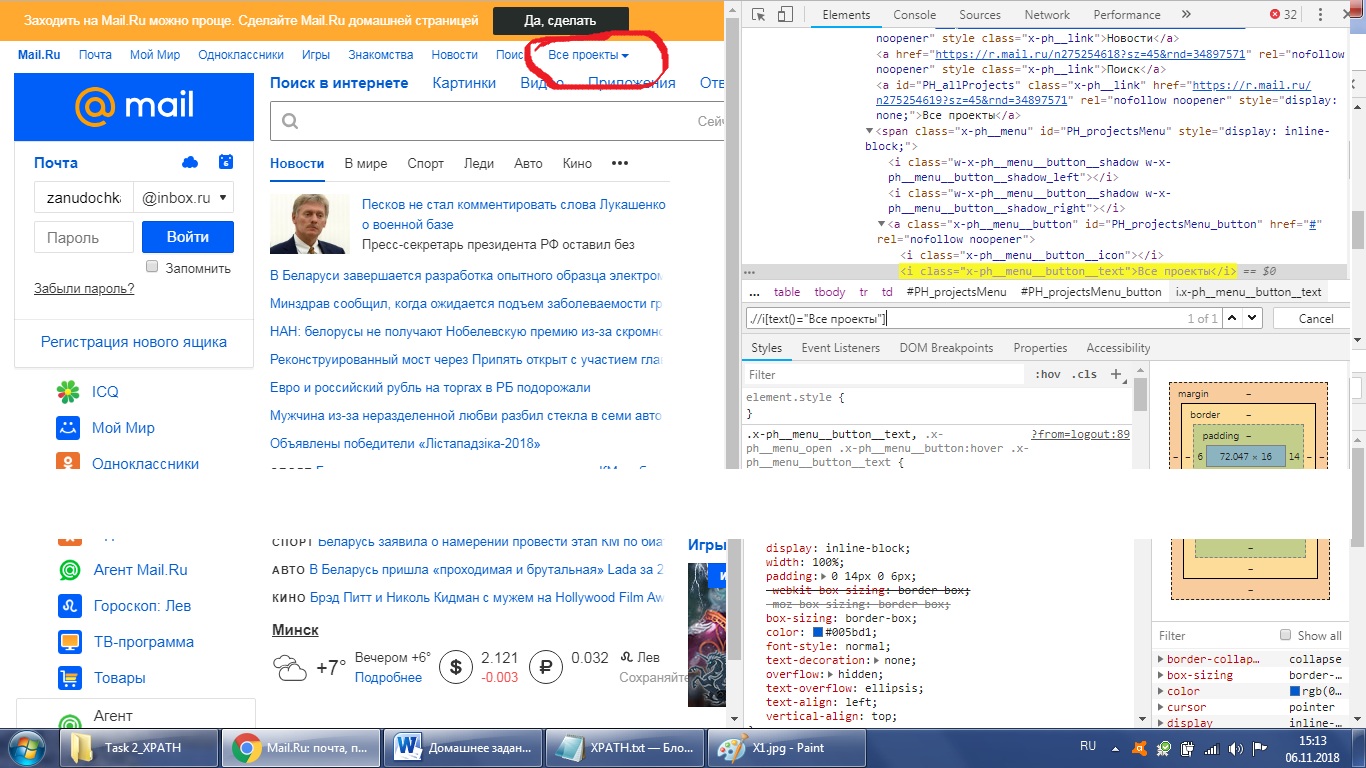 Заходить на Mail.Ru можно проще. Сделайте Mail.Ru домашней страницей
Да, сделать
Mail.Ru Почта Мой Мир Одноклассники Игры Знакомства Новости Поиск Все проекты
mail
Поиск в интернете Картинки Видео Приложения Отв
Сейч
Почта
6
zanudochka @inbox.ru
Пароль Войти
Запомнить
Забыли пароль?
Регистрация нового ящика
ICQ
Мой Мир
Одноклассники
Новости В мире Спорт Леди Авто Кино •••
Песков не стал комментировать слова Лукашенко
о военной базе
Пресс-секретарь президента РФ оставил без
В Беларуси завершается разработка опытного образца электром
Минздрав сообщил, когда ожидается подъем заболеваемости гр
НАН: белорусы не получают Нобелевскую премию из-за скромно
Реконструированный мост через Припять открыт с участием гла
Евро и российский рубль на торгах в РБ подорожали
Мужчина из-за неразделенной любви разбил стекла в семи авто
Объявлены победители «Лістападзіка-2018»
Агент Mail.Ru
Гороскоп: Лев
ТВ-программа
Товары
Агент
СПОРТ Беларусь заявила о намерении провести этап КМ по биат
АВТО В Беларусь пришла «проходимая и брутальная» Lada за 2
КИНО Брэд Питт и Николь Кидман с мужем на Hollywood Film Aw
Минск
+7° Вечером +6° $ 2.121 ₽ 0.032 Лев
Подробнее -0.003 Сохраняйте
Игры
Elements Console Sources Network Performance » 32
noopener" style class="x-ph__link">Новости</a>
<a href="https://r.mail.ru/n275254618?sz=45&rnd=34897571" rel="nofollow
noopener" style class="x-ph__link">Поиск</a>
<a id="PH_allProjects" class="x-ph__link" href="https://r.mail.ru/
n275254619?sz=45&rnd=34897571" rel="nofollow noopener" style="display:
none;">Все проекты</a>
<span class="x-ph__menu" id="PH_projectsMenu" style="display: inline-
block;">
<i class="w-x-ph__menu__button__shadow w-x-
ph__menu__button__shadow_left"></i>
<i class="w-x-ph__menu__button__shadow w-x-
ph__menu__button__shadow_right"></i>
<a class="x-ph__menu__button" id="PH_projectsMenu_button" href="#"
rel="nofollow noopener">
<i class="x-ph__menu__button__icon"></i>
... <i class="x-ph__menu__button__text">Все проекты</i> == $0
... table tbody tr td #PH_projectsMenu #PH_projectsMenu_button i.x-ph__menu__button__text
.//i[text()="Все проекты"] 1 of 1 Cancel
Styles Event Listeners DOM Breakpoints Properties Accessibility
Filter :hov .cls +
element.style {
}
.x-ph__menu__button__text, .x- ?from=logout:89
ph__menu_open .x-ph__menu__button:hover .x-
ph__menu__button__text {
display: inline-block;
width: 100%;
padding: 0 14px 0 6px;
-webkit-box-sizing: border-box;
-moz-box-sizing: border-box;
box-sizing: border-box;
color: #005bd1;
font-style: normal;
text-decoration: none;
overflow: hidden;
text-overflow: ellipsis;
text-align: left;
vertical-align: top;
margin –
border –
padding –
– – 6 72.047 × 16 14 – –
–
–
–
Filter Show all
border-collap… collapse
box-sizing border-…
color rgb(0…
cursor pointer
display inline-…
Task 2_XPATH Mail.Ru: почта, п... Домашнее задан... XPATH.txt — Бло... X1.jpg - Paint RU 15:13
06.11.2018